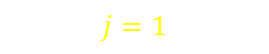 j = 1